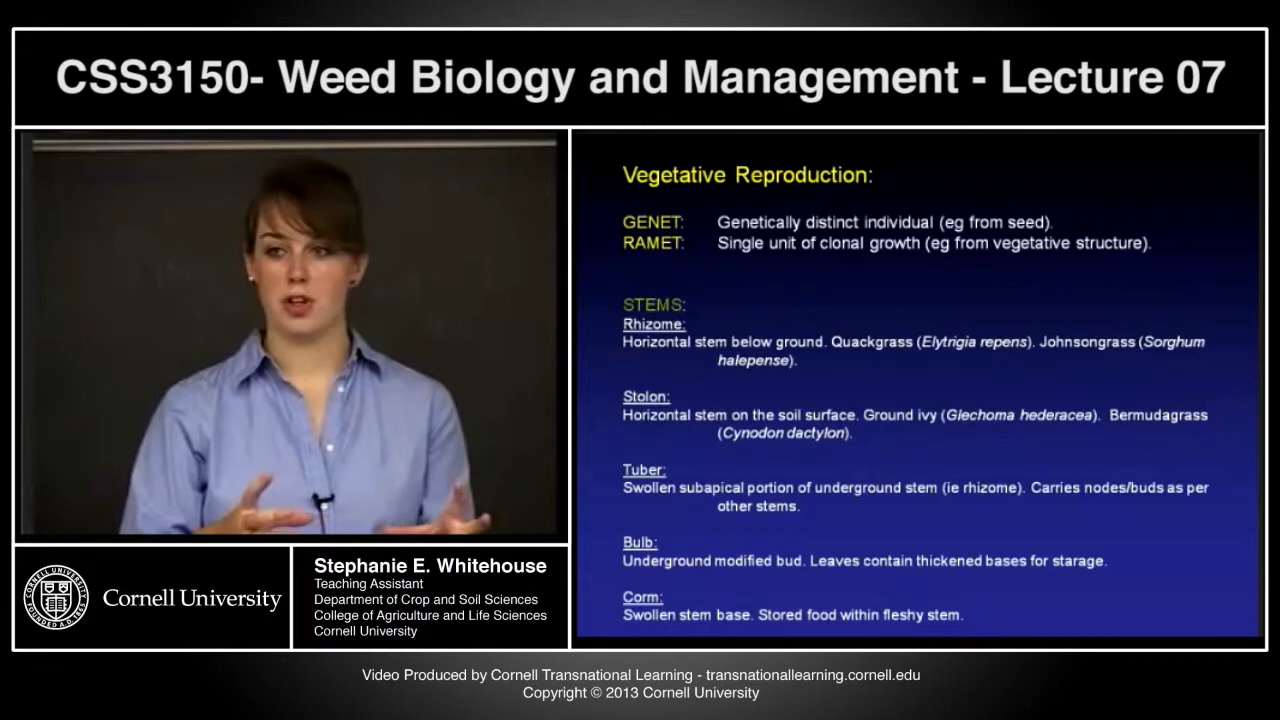 CSS3150- Weed Biology and Management - Lecture 07
Vegetative Reproduction:
GENET: Genetically distinct individual (eg from seed).
RAMET: Single unit of clonal growth (eg from vegetative structure).
STEMS:
Rhizome:
Horizontal stem below ground. Quackgrass (Elytrigia repens). Johnsongrass (Sorghum
halepense).
Stolon:
Horizontal stem on the soil surface. Ground ivy (Glechoma hederacea). Bermudagrass
(Cynodon dactylon).
Tuber:
Swollen subapical portion of underground stem (ie rhizome). Carries nodes/buds as per
other stems.
Bulb:
Underground modified bud. Leaves contain thickened bases for starage.
Corm:
Swollen stem base. Stored food within fleshy stem.
Cornell University
Stephanie E. Whitehouse
Teaching Assistant
Department of Crop and Soil Sciences
College of Agriculture and Life Sciences
Cornell University
Video Produced by Cornell Transnational Learning - transnationallearning.cornell.edu
Copyright © 2013 Cornell University